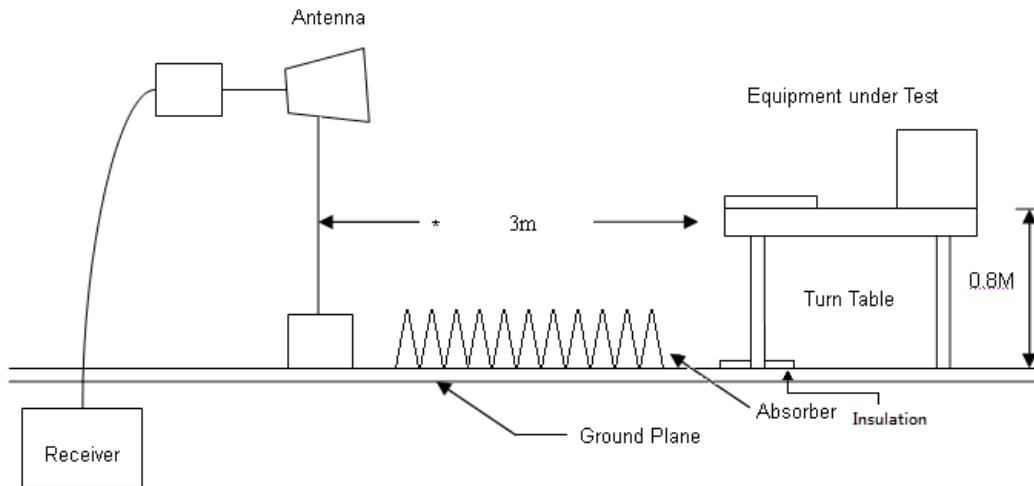 Antenna
Equipment under Test
* 3m
0.8M
Turn Table
Absorber
Insulation
Ground Plane
Receiver